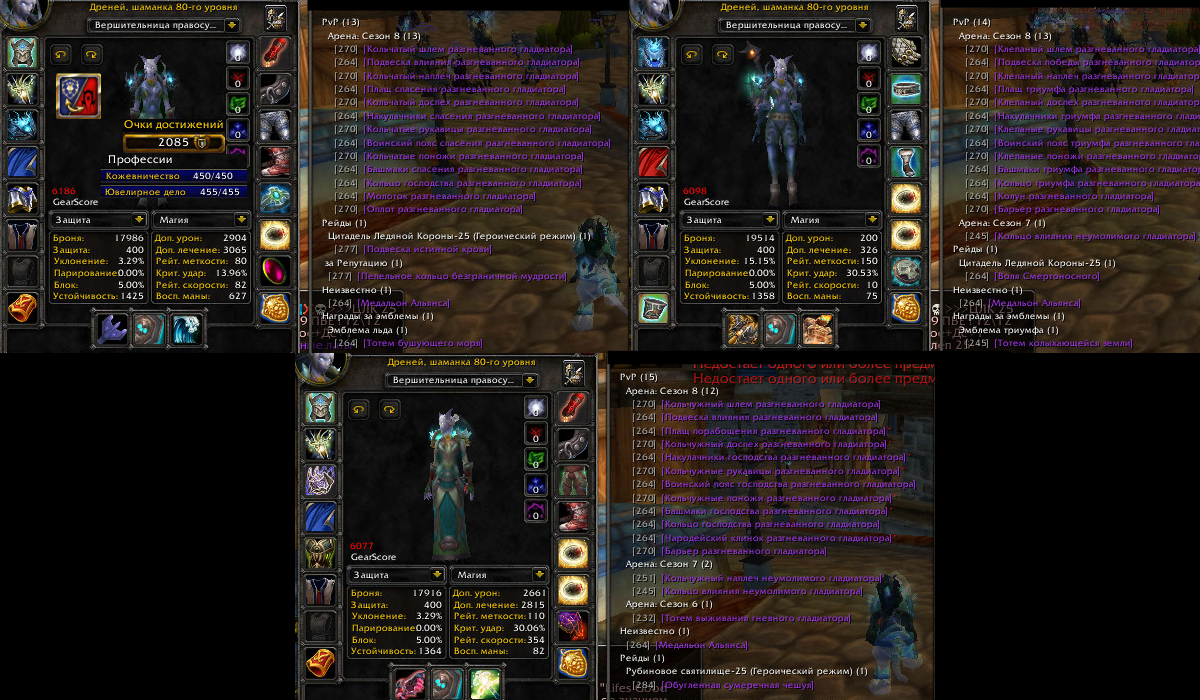 Дреней, шаманка 80-го уровня
Вершительница правосу...
Очки достижений
2085
Профессии
Кожевничество 450/450
Ювелирное дело 455/455
6186
GearScore
Защита
Магия
Броня: 17986
Защита: 400
Уклонение: 3.29%
Парирование: 0.00%
Блок: 5.00%
Устойчивость: 1425
Доп. урон: 2904
Доп. лечение: 3065
Рейт. меткости: 80
Крит. удар: 13.96%
Рейт. скорости: 82
Восп. маны: 627
PvP (13)
Арена: Сезон 8 (13)
[270] [Кольчатый шлем разгневанного гладиатора]
[264] [Подвеска влияния разгневанного гладиатора]
[270] [Кольчатый наплеч разгневанного гладиатора]
[264] [Плащ спасения разгневанного гладиатора]
[270] [Кольчатый доспех разгневанного гладиатора]
[264] [Накулачники спасения разгневанного гладиатора]
[270] [Кольчатые рукавицы разгневанного гладиатора]
[264] [Воинский пояс спасения разгневанного гладиатора]
[270] [Кольчатые поножи разгневанного гладиатора]
[264] [Башмаки спасения разгневанного гладиатора]
[264] [Кольцо господства разгневанного гладиатора]
[264] [Молоток разгневанного гладиатора]
[270] [Оплот разгневанного гладиатора]
Рейды (1)
Цитадель Ледяной Короны-25 (Героический режим) (1)
[277] [Подвеска истинной крови]
за Репутацию (1)
[277] [Пепельное кольцо безграничной мудрости]
Неизвестно (1)
[264] [Медальон Альянса]
Награды за эмблемы (1)
Эмблема льда (1)
[264] [Тотем бушующего моря]
Дреней, шаманка 80-го уровня
Вершительница правосу...
6098
GearScore
Защита
Магия
Броня: 19514
Защита: 400
Уклонение: 15.15%
Парирование: 0.00%
Блок: 5.00%
Устойчивость: 1358
Доп. урон: 200
Доп. лечение: 326
Рейт. меткости: 150
Крит. удар: 30.53%
Рейт. скорости: 10
Восп. маны: 75
PvP (14)
Арена: Сезон 8 (13)
[270] [Клепаный шлем разгневанного гладиатора]
[264] [Подвеска победы разгневанного гладиатора]
[270] [Клепаный наплеч разгневанного гладиатора]
[264] [Плащ триумфа разгневанного гладиатора]
[270] [Клепаный доспех разгневанного гладиатора]
[264] [Накулачники триумфа разгневанного гладиатора]
[270] [Клепаные рукавицы разгневанного гладиатора]
[264] [Воинский пояс триумфа разгневанного гладиатора]
[270] [Клепаные поножи разгневанного гладиатора]
[264] [Башмаки триумфа разгневанного гладиатора]
[264] [Кольцо триумфа разгневанного гладиатора]
[264] [Колун разгневанного гладиатора]
[270] [Барьер разгневанного гладиатора]
Арена: Сезон 7 (1)
[245] [Кольцо влияния неумолимого гладиатора]
Рейды (1)
Цитадель Ледяной Короны-25 (1)
[264] [Воля Смертоносного]
Неизвестно (1)
[264] [Медальон Альянса]
Награды за эмблемы (1)
Эмблема триумфа (1)
[245] [Тотем колыхающейся земли]
Дреней, шаманка 80-го уровня
Вершительница правосу...
6077
GearScore
Защита
Магия
Броня: 17916
Защита: 400
Уклонение: 3.29%
Парирование: 0.00%
Блок: 5.00%
Устойчивость: 1364
Доп. урон: 2661
Доп. лечение: 2815
Рейт. меткости: 110
Крит. удар: 30.06%
Рейт. скорости: 354
Восп. маны: 82
Недостает одного или более предм
Недостает одного или более предм
PvP (15)
Арена: Сезон 8 (12)
[270] [Кольчужный шлем разгневанного гладиатора]
[264] [Подвеска влияния разгневанного гладиатора]
[264] [Плащ порабощения разгневанного гладиатора]
[270] [Кольчужный доспех разгневанного гладиатора]
[264] [Накулачники господства разгневанного гладиатора]
[270] [Кольчужные рукавицы разгневанного гладиатора]
[264] [Воинский пояс господства разгневанного гладиатора]
[270] [Кольчужные поножи разгневанного гладиатора]
[264] [Башмаки господства разгневанного гладиатора]
[264] [Кольцо господства разгневанного гладиатора]
[264] [Чародейский клинок разгневанного гладиатора]
[270] [Барьер разгневанного гладиатора]
Арена: Сезон 7 (2)
[251] [Кольчужный наплеч неумолимого гладиатора]
[245] [Кольцо влияния неумолимого гладиатора]
Арена: Сезон 6 (1)
[232] [Тотем выживания гневного гладиатора]
Неизвестно (1)
[264] [Медальон Альянса]
Рейды (1)
Рубиновое святилище-25 (Героический режим) (1)
[284] [Обугленная сумеречная чешуя]